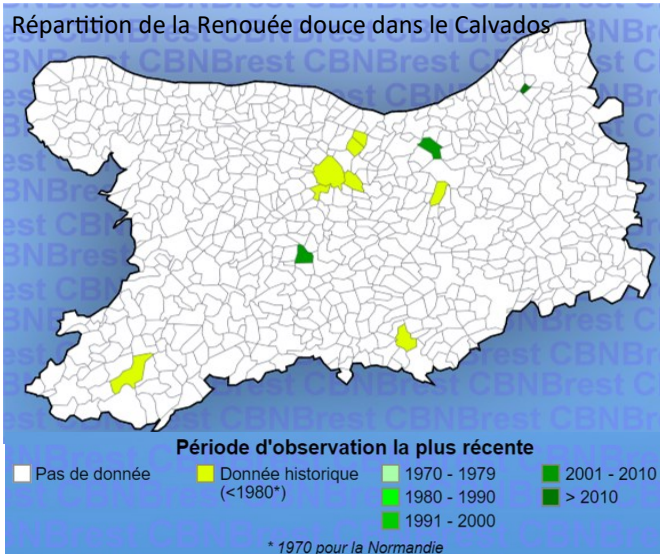 Répartition de la Renouée douce dans le Calvados
Période d'observation la plus récente
Pas de donnée
Donnée historique
(<1980*)
1970 - 1979
1980 - 1990
1991 - 2000
2001 - 2010
> 2010
* 1970 pour la Normandie
CBNBrest